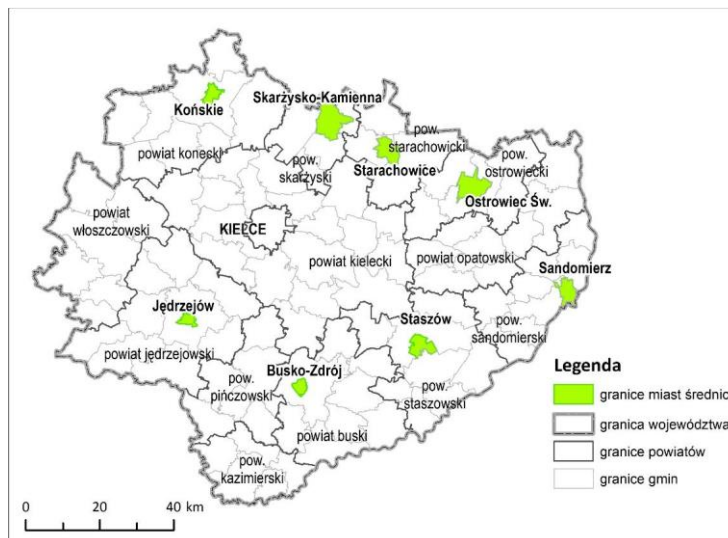 Końskie
Skarżysko-Kamienna
powiat konecki
pow.
skarżyski
pow.
starachowicki
Starachowice
pow.
ostrowiecki
Ostrowiec Św.
powiat
włoszczowski
KIELCE
powiat kielecki
powiat opatowski
Sandomierz
Jędrzejów
powiat jędrzejowski
Staszów
pow.
sandomierski
Busko-Zdrój
pow.
pińczowski
pow.
staszowski
powiat buski
pow.
kazimierski
Legenda
granice miast średnic
granica województwa
granice powiatów
granice gmin
0 20 40 km